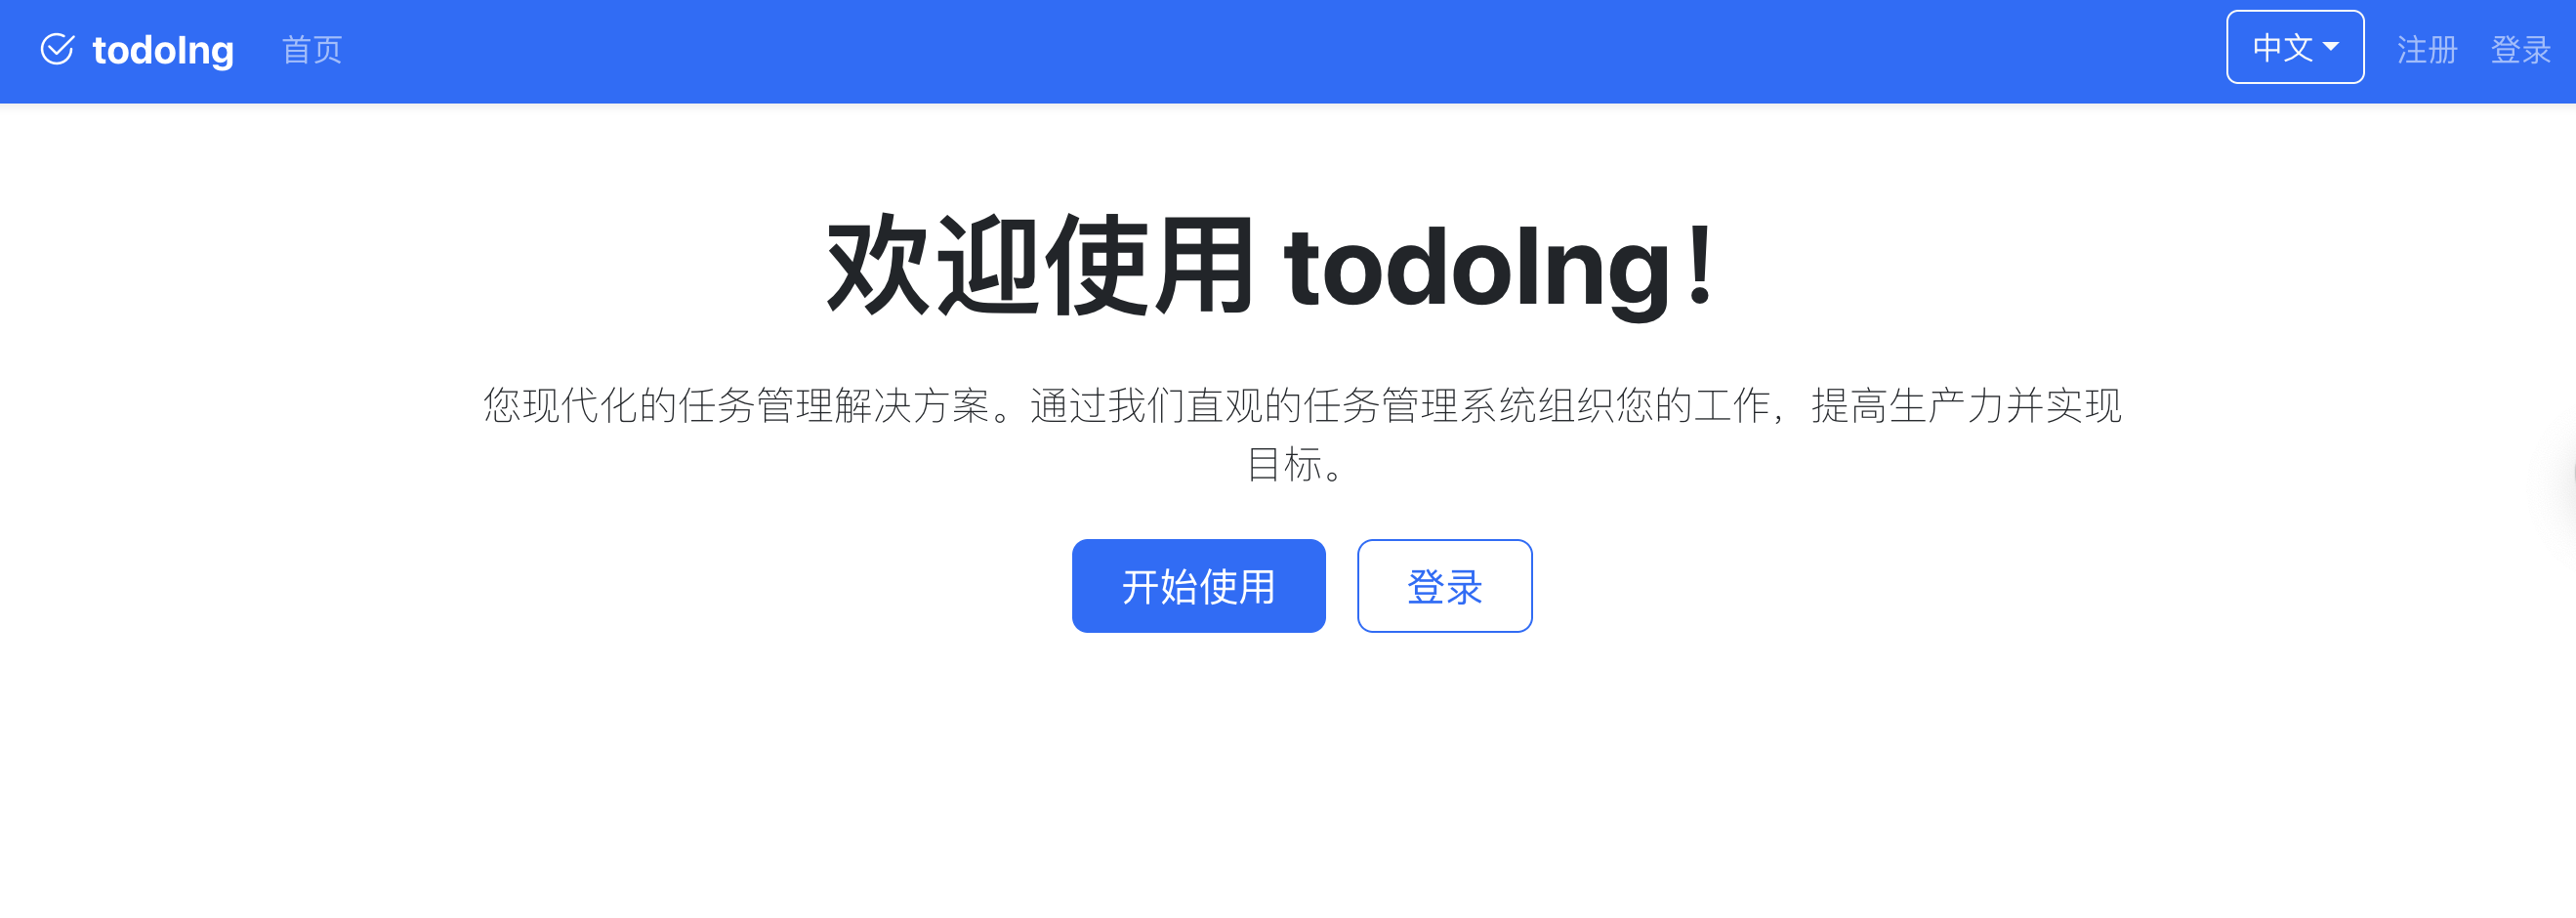 todoIng 首页 中文 注册 登录
欢迎使用 todoIng！
您现代化的任务管理解决方案。通过我们直观的任务管理系统组织您的工作，提高生产力并实现
目标。
开始使用 登录